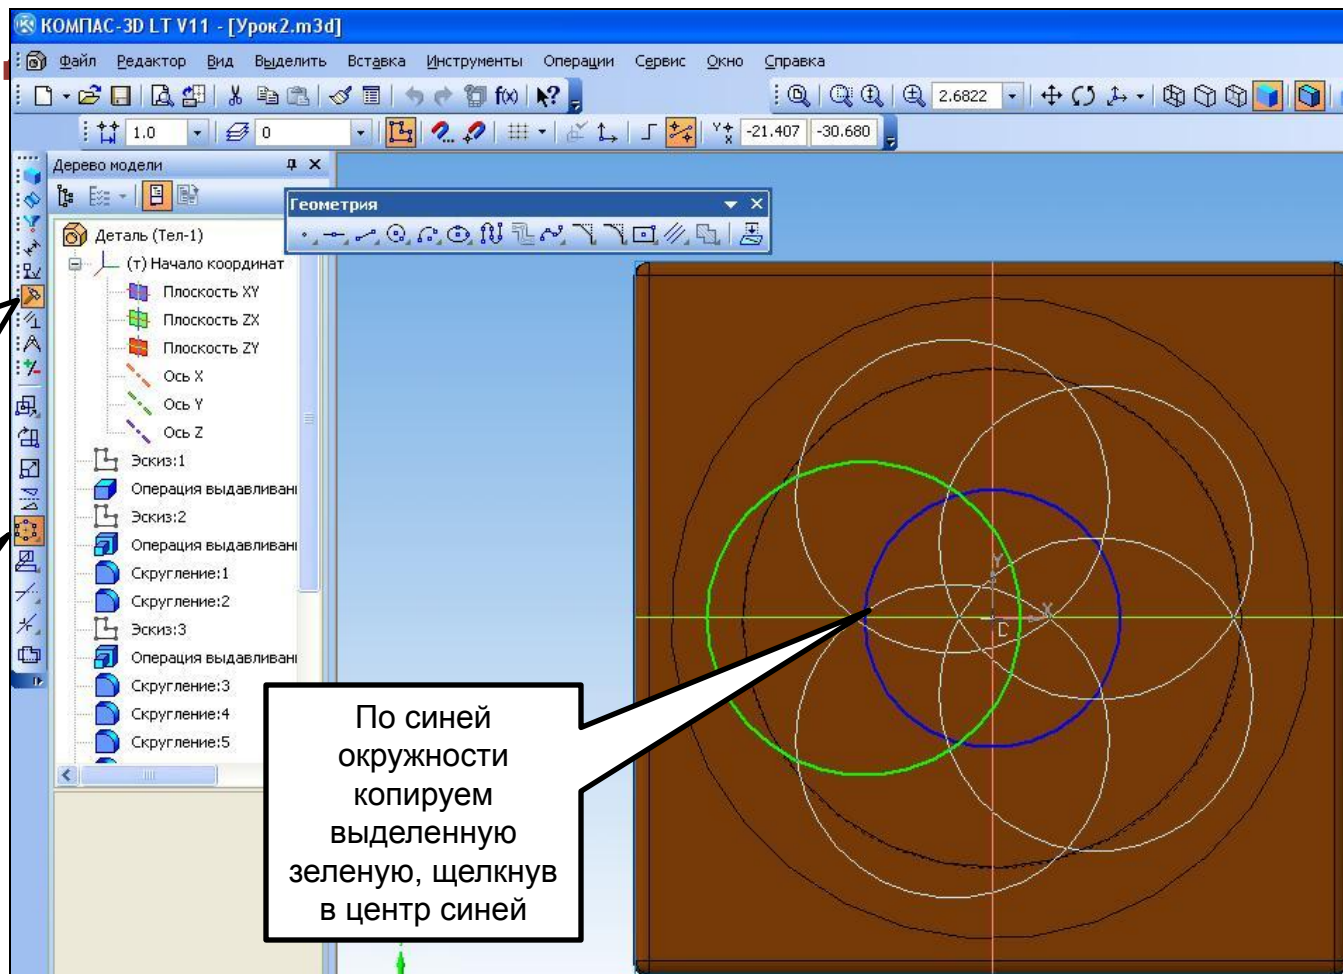 КОМПАС-3D LT V11 - [Урок2.m3d]
Файл Редактор Вид Выделить Вставка Инструменты Операции Сервис Окно Справка
f(x) 2.6822
1.0 0 -21.407 -30.680
Дерево модели
Геометрия
Деталь (Тел-1)
(т) Начало координат
Плоскость XY
Плоскость ZX
Плоскость ZY
Ось X
Ось Y
Ось Z
Эскиз:1
Операция выдавливани
Эскиз:2
Операция выдавливани
Скругление:1
Скругление:2
Эскиз:3
Операция выдавливани
Скругление:3
Скругление:4
Скругление:5
Y
X
По синей
окружности
копируем
выделенную
зеленую, щелкнув
в центр синей